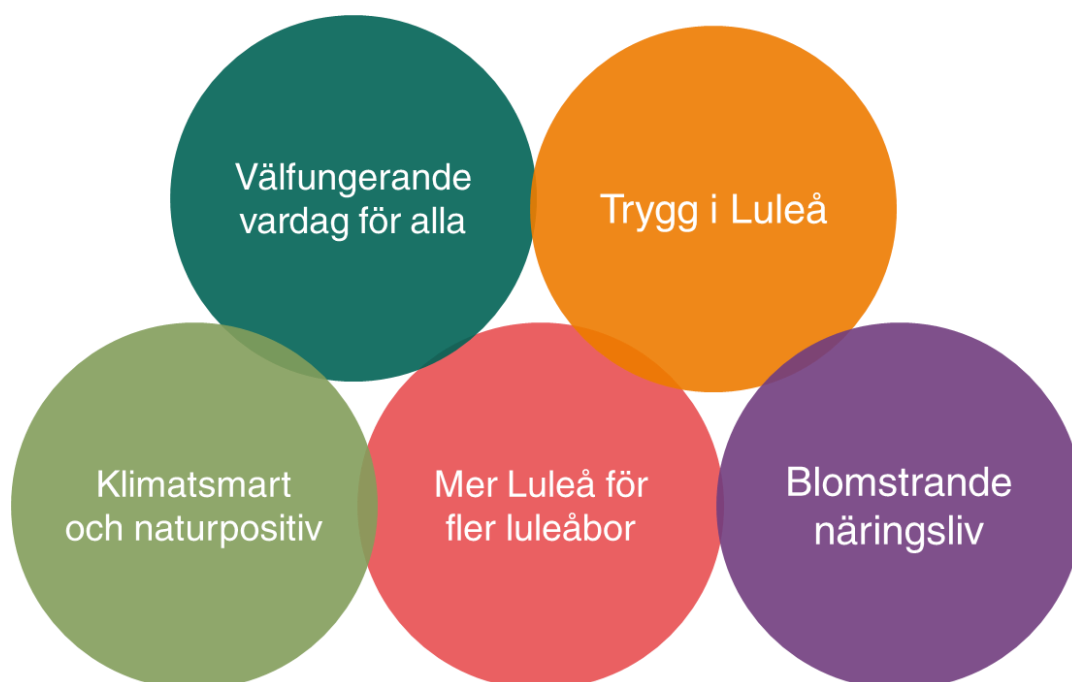 Välfungerande
vardag för alla
Trygg i Luleå
Klimatsmart
och naturpositiv
Mer Luleå för
fler luleåbor
Blomstrande
näringsliv